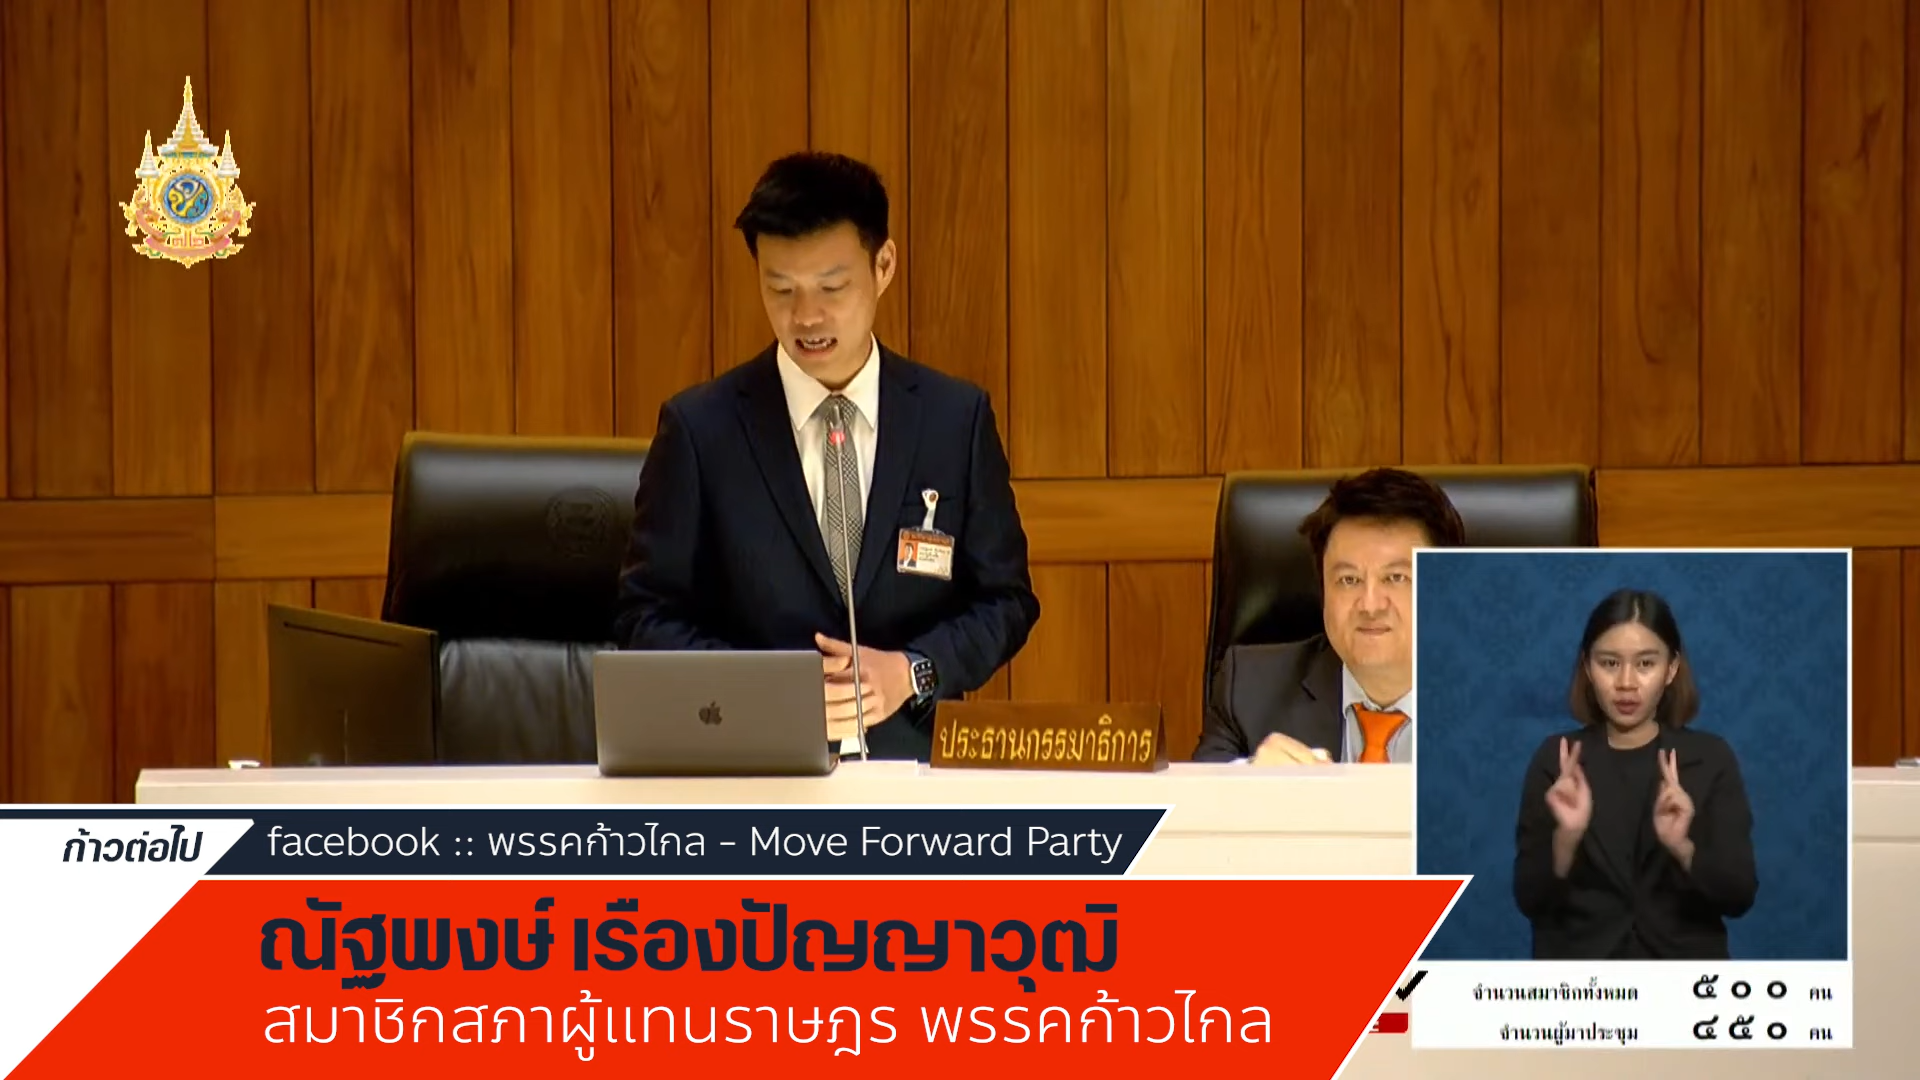 ประธานกรรมาธิการ
ก้าวต่อไป
facebook :: พรรคก้าวไกล - Move Forward Party
ณัฐพงษ์ เรืองปัญญาวุฒิ
สมาชิกสภาผู้แทนราษฎร พรรคก้าวไกล
จำนวนสมาชิกทั้งหมด ๕๐๐ คน
จำนวนผู้มาประชุม ๔๕๐ คน